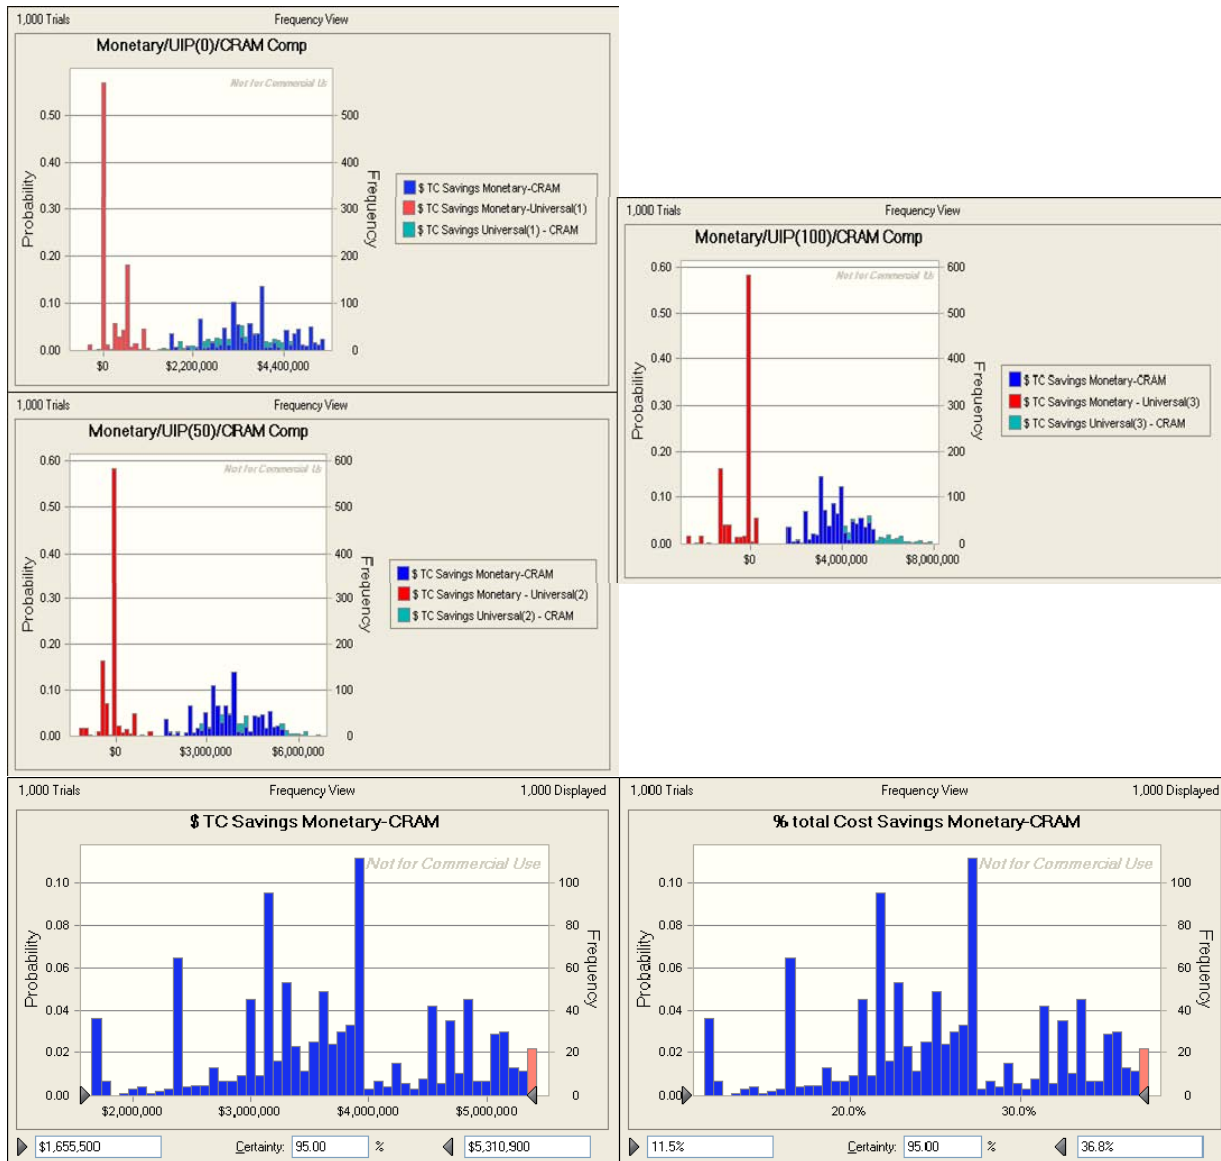 1,000 Trials Frequency View
Monetary/UIP(0)/CRAM Comp
Not for Commercial Us
Probability
0.50
0.40
0.30
0.20
0.10
0.00
$0 $2,200,000 $4,400,000
500
400
300
200
100
0
Frequency
$ TC Savings Monetary-CRAM
$ TC Savings Monetary-Universal(1)
$ TC Savings Universal(1) - CRAM
1,000 Trials Frequency View
Monetary/UIP(100)/CRAM Comp
Not for Commercial Us
Probability
0.60
0.50
0.40
0.30
0.20
0.10
0.00
$0 $4,000,000 $8,000,000
600
500
400
300
200
100
0
Frequency
$ TC Savings Monetary-CRAM
$ TC Savings Monetary - Universal(3)
$ TC Savings Universal(3) - CRAM
1,000 Trials Frequency View
Monetary/UIP(50)/CRAM Comp
Not for Commercial Us
Probability
0.60
0.50
0.40
0.30
0.20
0.10
0.00
$0 $3,000,000 $6,000,000
600
500
400
300
200
100
0
Frequency
$ TC Savings Monetary-CRAM
$ TC Savings Monetary - Universal(2)
$ TC Savings Universal(2) - CRAM
1,000 Trials Frequency View 1,000 Displayed
$ TC Savings Monetary-CRAM
Not for Commercial Use
Probability
0.10
0.08
0.06
0.04
0.02
0.00
$2,000,000 $3,000,000 $4,000,000 $5,000,000
100
80
60
40
20
0
Frequency
$1,655,500 Certainty: 95.00 % $5,310,900
1,000 Trials Frequency View 1,000 Displayed
% total Cost Savings Monetary-CRAM
Not for Commercial Use
Probability
0.10
0.08
0.06
0.04
0.02
0.00
20.0% 30.0%
100
80
60
40
20
0
Frequency
11.5% Certainty: 95.00 % 36.8%